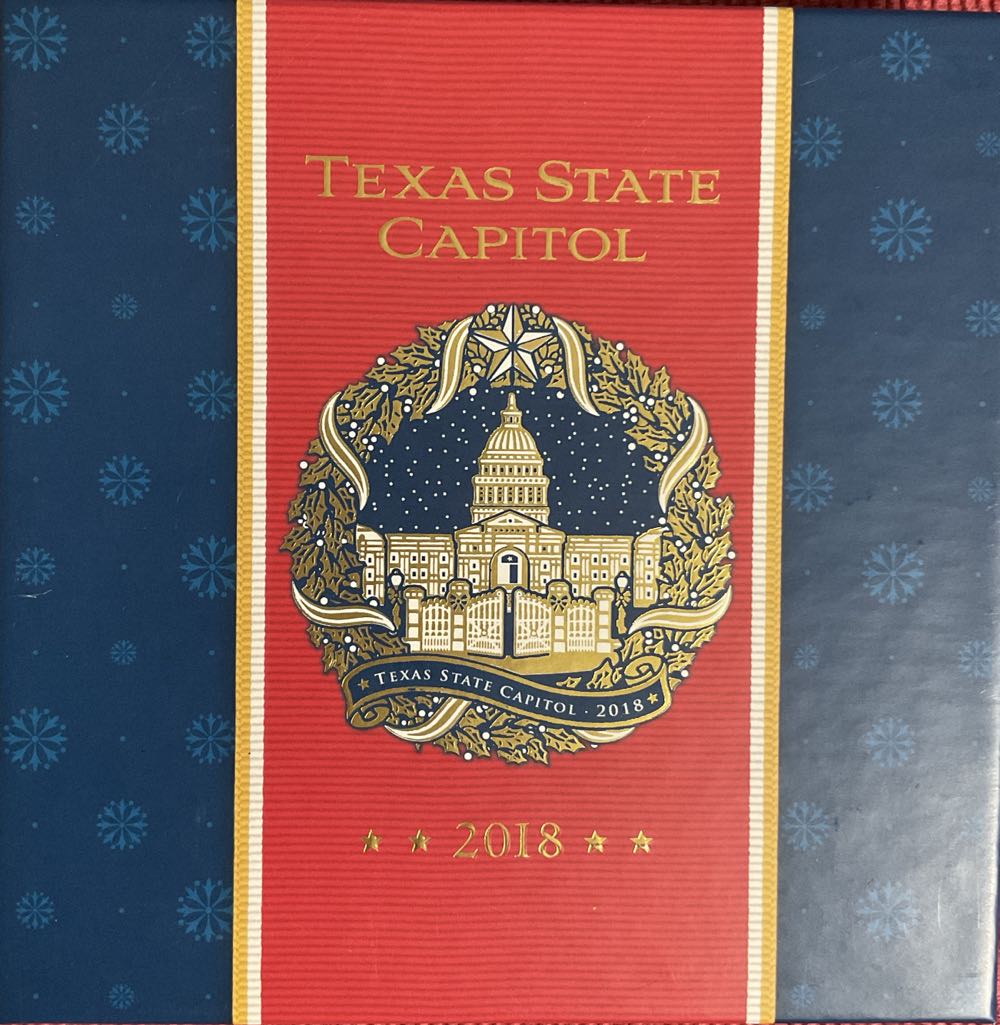 TEXAS STATE
CAPITOL
TEXAS STATE CAPITOL · 2018
2018